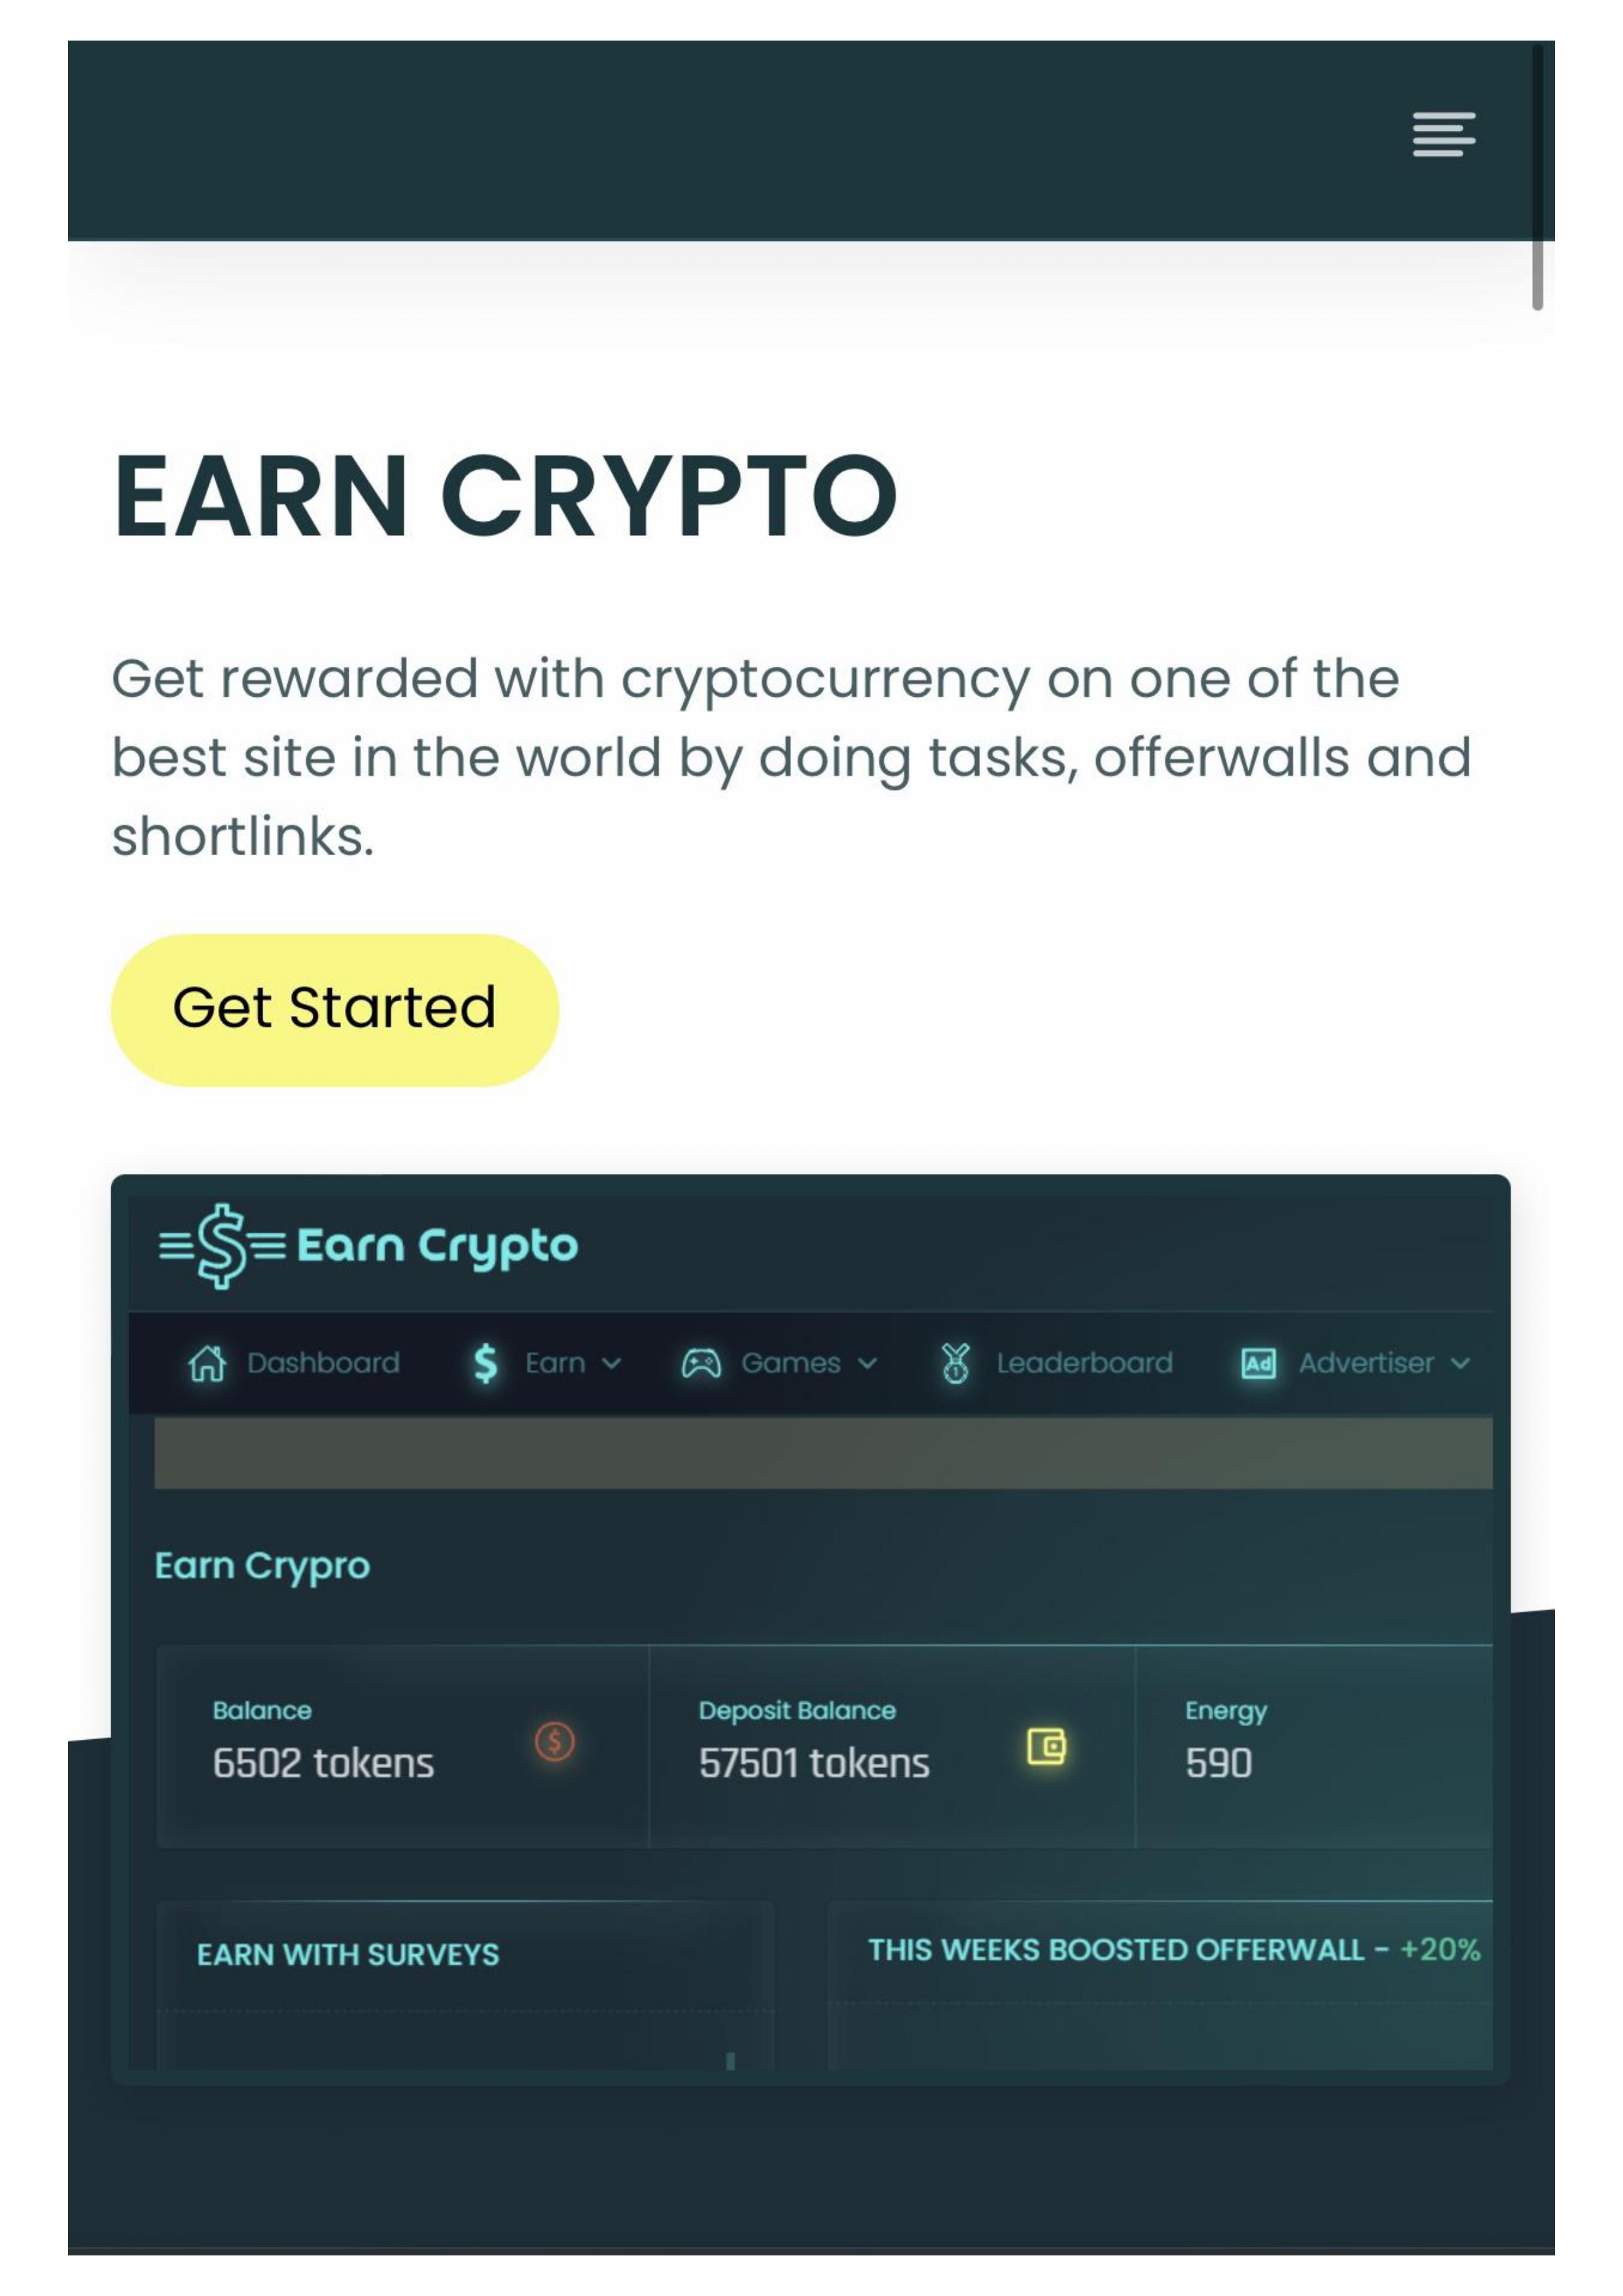 EARN CRYPTO
Get rewarded with cryptocurrency on one of the
best site in the world by doing tasks, offerwalls and
shortlinks.
Get Started
Earn Crypto
Dashboard Earn Games Leaderboard Ad Advertiser
Earn Crypro
Balance Deposit Balance Energy
6502 tokens 57501 tokens 590
EARN WITH SURVEYS THIS WEEKS BOOSTED OFFERWALL - +20%